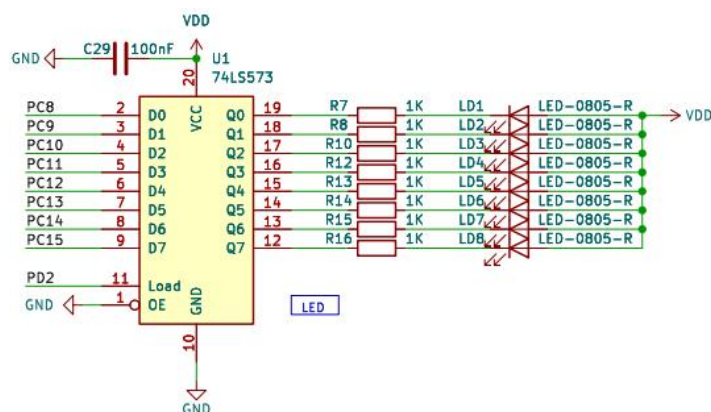 VDD
C29 100nF
GND
U1
74LS573
20
VCC
PC8 2 D0 Q0 19 R7 1K LD1 LED-0805-R
PC9 3 D1 Q1 18 R8 1K LD2 LED-0805-R
PC10 4 D2 Q2 17 R10 1K LD3 LED-0805-R
PC11 5 D3 Q3 16 R12 1K LD4 LED-0805-R
PC12 6 D4 Q4 15 R13 1K LD5 LED-0805-R
PC13 7 D5 Q5 14 R14 1K LD6 LED-0805-R
PC14 8 D6 Q6 13 R15 1K LD7 LED-0805-R
PC15 9 D7 Q7 12 R16 1K LD8 LED-0805-R
VDD
PD2 11 Load
GND 1 OE
GND
10
LED
GND